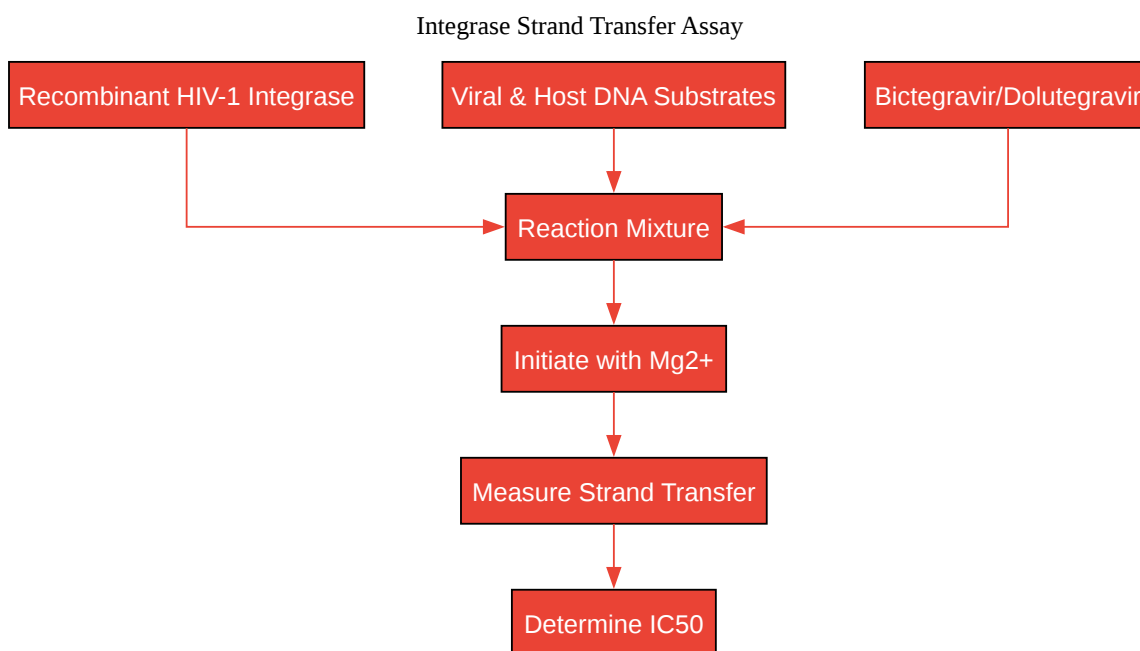 Integrase Strand Transfer Assay
Recombinant HIV-1 Integrase
Viral & Host DNA Substrates
Bictegravir/Dolutegravir
Reaction Mixture
Initiate with Mg2+
Measure Strand Transfer
Determine IC50